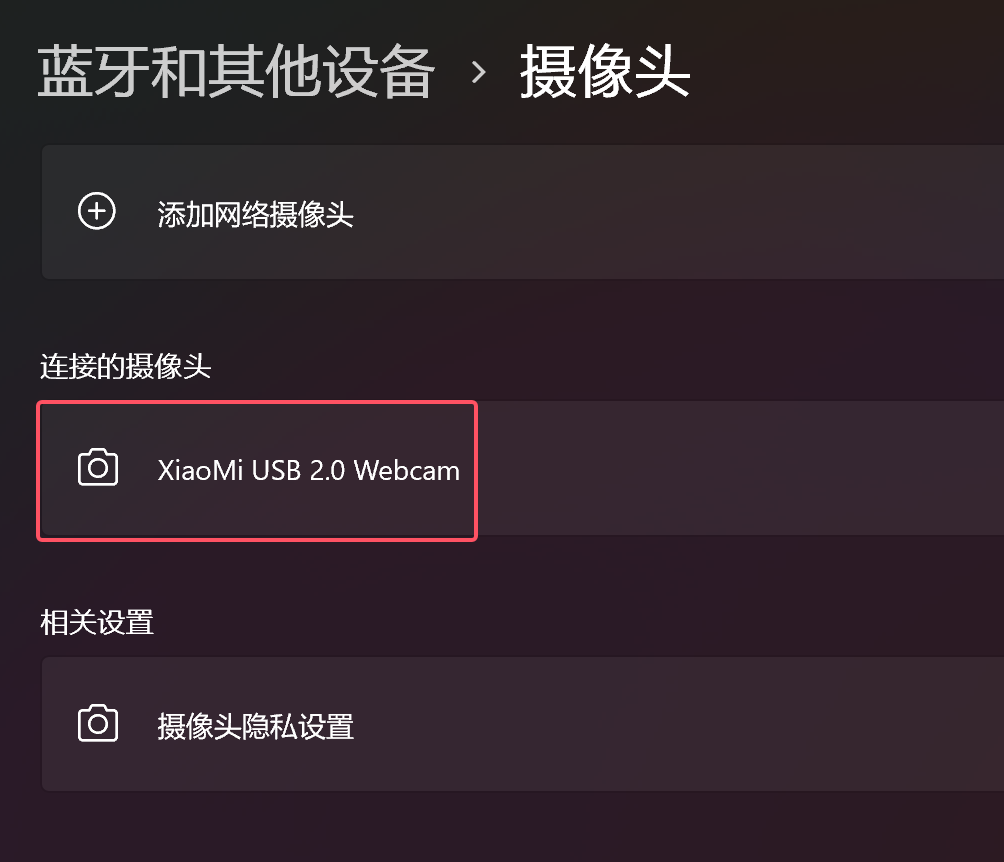 蓝牙和其他设备 › 摄像头
添加网络摄像头
连接的摄像头
XiaoMi USB 2.0 Webcam
相关设置
摄像头隐私设置